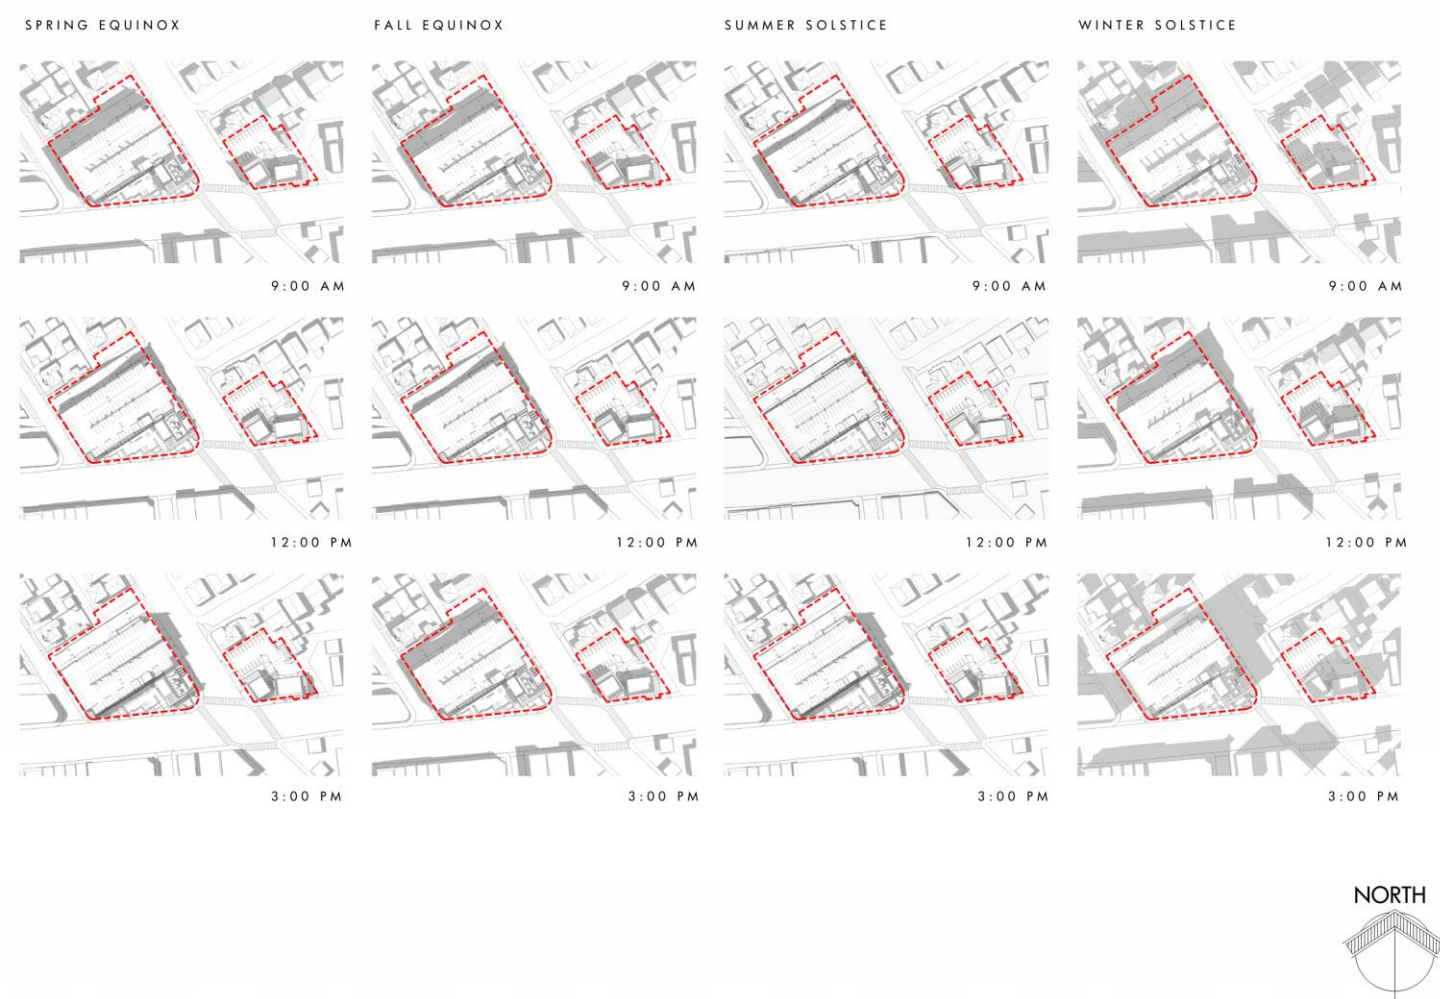 SPRING EQUINOX
FALL EQUINOX
SUMMER SOLSTICE
WINTER SOLSTICE
9:00 AM
9:00 AM
9:00 AM
9:00 AM
12:00 PM
12:00 PM
12:00 PM
12:00 PM
3:00 PM
3:00 PM
3:00 PM
3:00 PM
NORTH